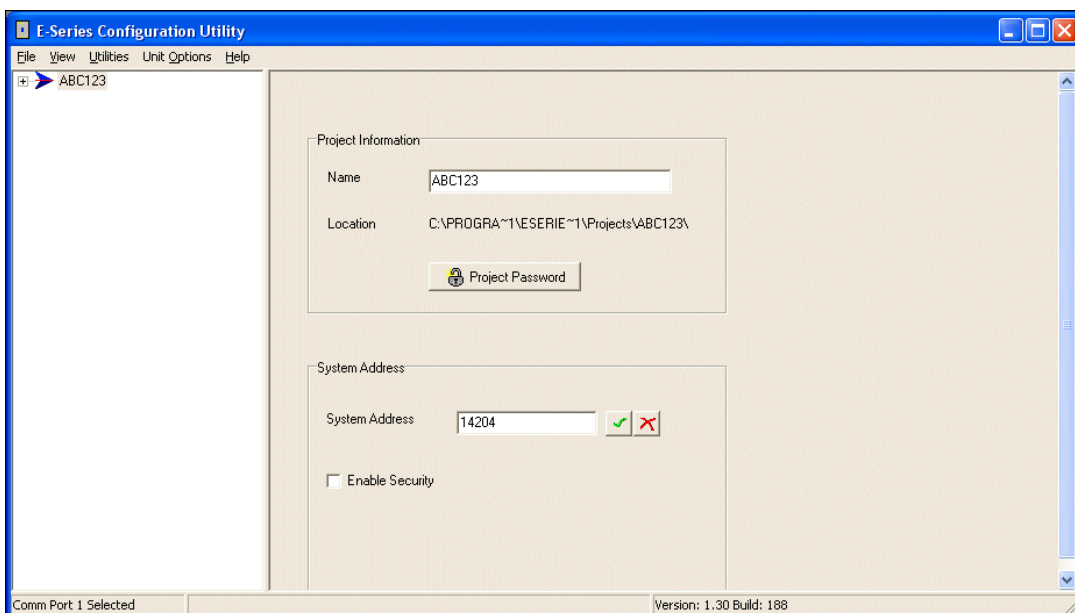 E-Series Configuration Utility
File View Utilities Unit Options Help
ABC123
Project Information
Name ABC123
Location C:\PROGRA~1\ESERIE~1\Projects\ABC123\
Project Password
System Address
System Address 14204
Enable Security
Comm Port 1 Selected Version: 1.30 Build: 188